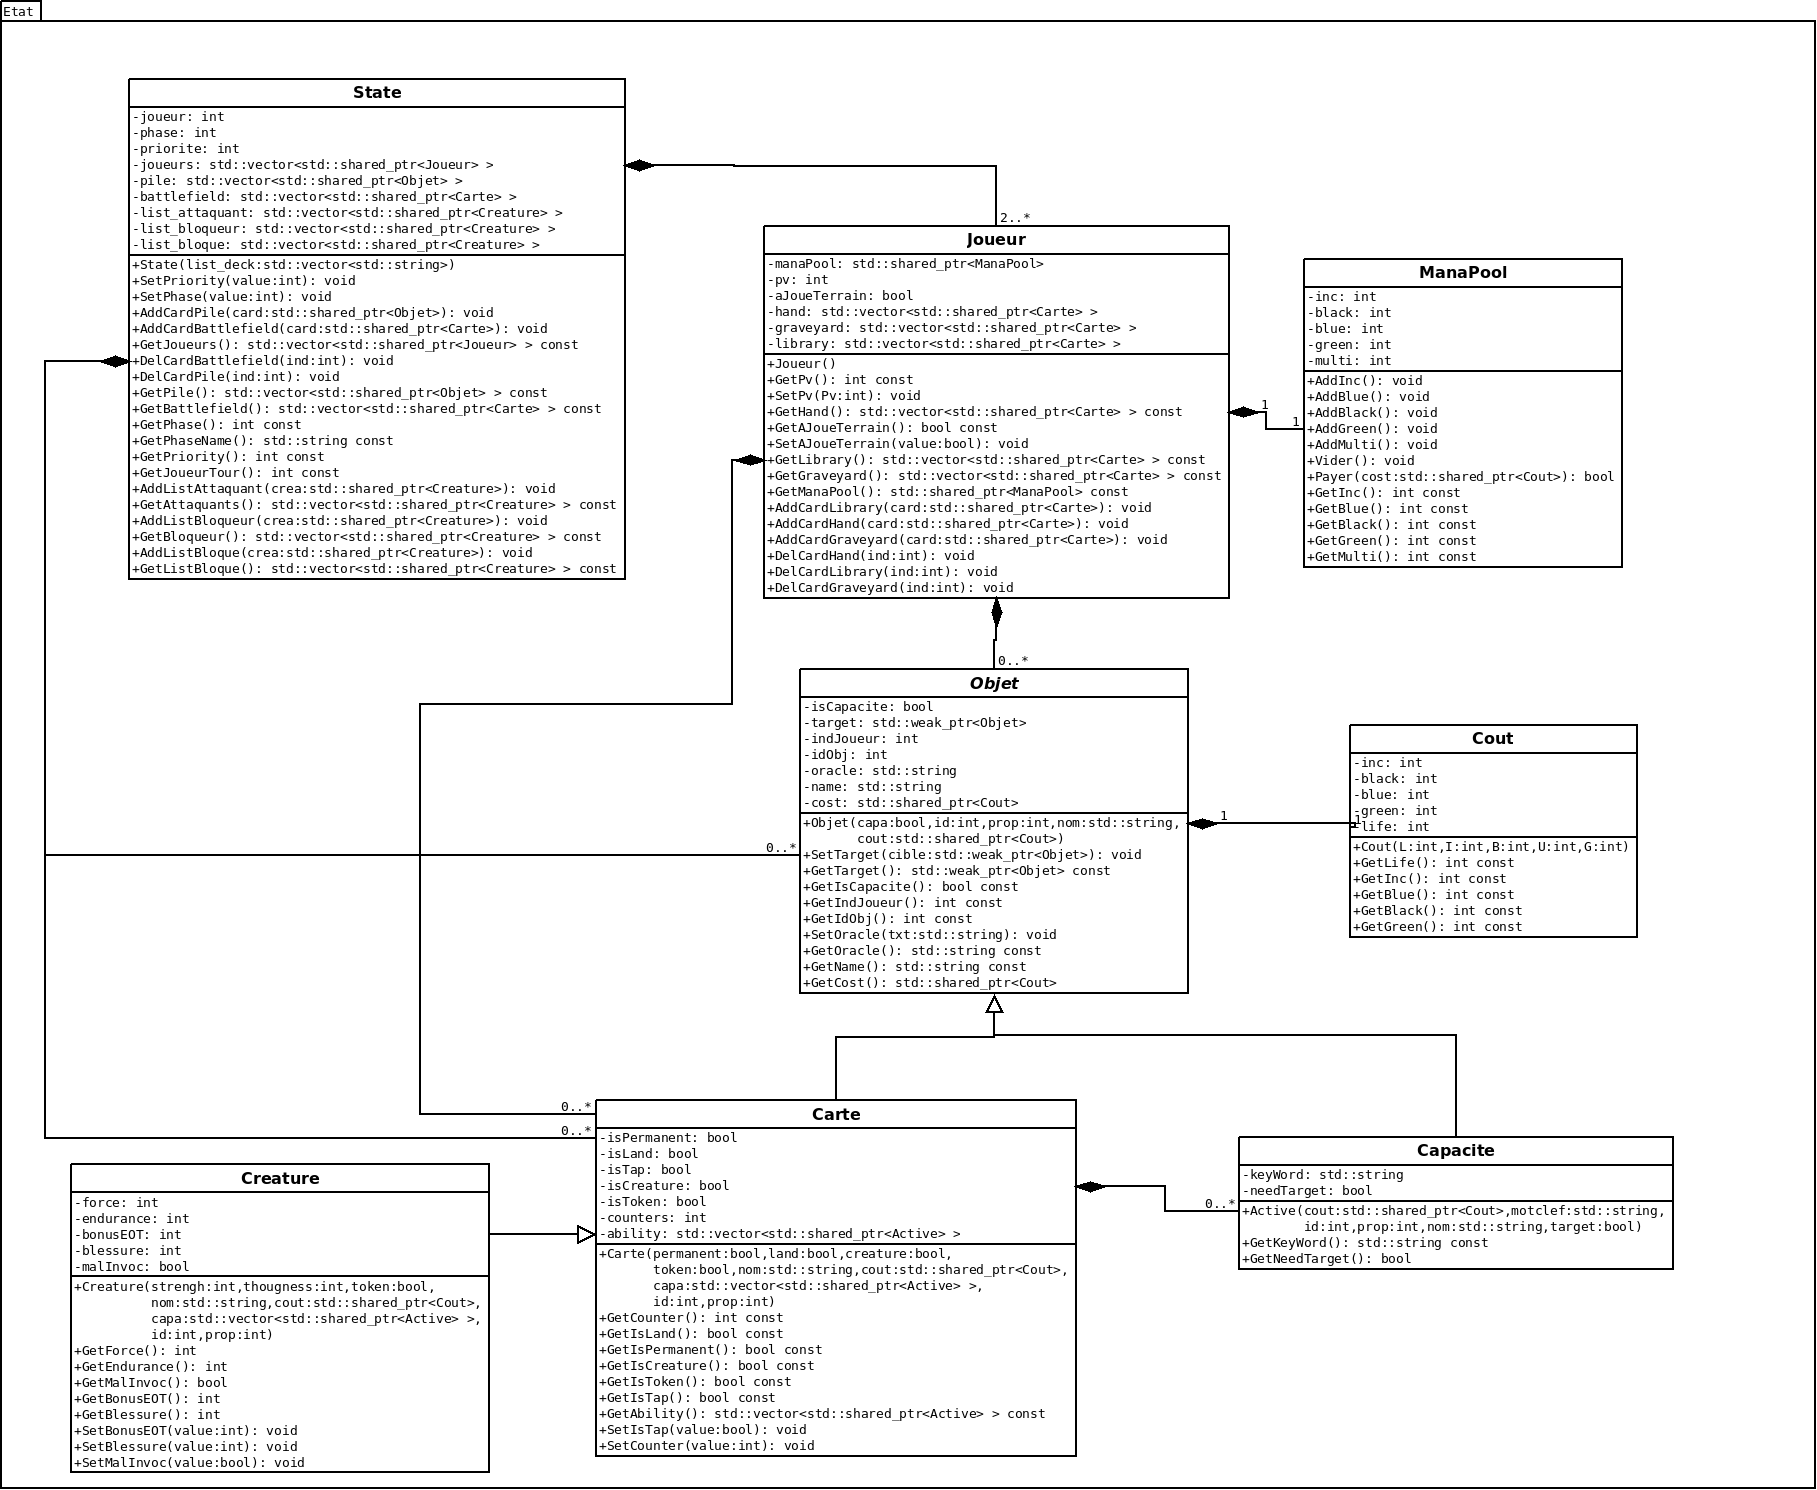 Etat
State
-joueur: int
-phase: int
-priorite: int
-joueurs: std::vector<std::shared_ptr<Joueur> >
-pile: std::vector<std::shared_ptr<Objet> >
-battlefield: std::vector<std::shared_ptr<Carte> >
-list_attaquant: std::vector<std::shared_ptr<Creature> >
-list_bloqueur: std::vector<std::shared_ptr<Creature> >
-list_bloque: std::vector<std::shared_ptr<Creature> >
+State(list_deck:std::vector<std::string>)
+SetPriority(value:int): void
+SetPhase(value:int): void
+AddCardPile(card:std::shared_ptr<Objet>): void
+AddCardBattlefield(card:std::shared_ptr<Carte>): void
+GetJoueurs(): std::vector<std::shared_ptr<Joueur> > const
+DelCardBattlefield(ind:int): void
+DelCardPile(ind:int): void
+GetPile(): std::vector<std::shared_ptr<Objet> > const
+GetBattlefield(): std::vector<std::shared_ptr<Carte> > const
+GetPhase(): int const
+GetPhaseName(): std::string const
+GetPriority(): int const
+GetJoueurTour(): int const
+AddListAttaquant(crea:std::shared_ptr<Creature>): void
+GetAttaquants(): std::vector<std::shared_ptr<Creature> > const
+AddListBloqueur(crea:std::shared_ptr<Creature>): void
+GetBloqueur(): std::vector<std::shared_ptr<Creature> > const
+AddListBloque(crea:std::shared_ptr<Creature>): void
+GetListBloque(): std::vector<std::shared_ptr<Creature> > const
2..*
Joueur
-manaPool: std::shared_ptr<ManaPool>
-pv: int
-aJoueTerrain: bool
-hand: std::vector<std::shared_ptr<Carte> >
-graveyard: std::vector<std::shared_ptr<Carte> >
-library: std::vector<std::shared_ptr<Carte> >
+Joueur()
+GetPv(): int const
+SetPv(Pv:int): void
+GetHand(): std::vector<std::shared_ptr<Carte> > const
+GetAJoueTerrain(): bool const
+SetAJoueTerrain(value:bool): void
+GetLibrary(): std::vector<std::shared_ptr<Carte> > const
+GetGraveyard(): std::vector<std::shared_ptr<Carte> > const
+GetManaPool(): std::shared_ptr<ManaPool> const
+AddCardLibrary(card:std::shared_ptr<Carte>): void
+AddCardHand(card:std::shared_ptr<Carte>): void
+AddCardGraveyard(card:std::shared_ptr<Carte>): void
+DelCardHand(ind:int): void
+DelCardLibrary(ind:int): void
+DelCardGraveyard(ind:int): void
1
1
ManaPool
-inc: int
-black: int
-blue: int
-green: int
-multi: int
+AddInc(): void
+AddBlue(): void
+AddBlack(): void
+AddGreen(): void
+AddMulti(): void
+Vider(): void
+Payer(cost:std::shared_ptr<Cout>): bool
+GetInc(): int const
+GetBlue(): int const
+GetBlack(): int const
+GetGreen(): int const
+GetMulti(): int const
0..*
Objet
-isCapacite: bool
-target: std::weak_ptr<Objet>
-indJoueur: int
-idObj: int
-oracle: std::string
-name: std::string
-cost: std::shared_ptr<Cout>
+Objet(capa:bool,id:int,prop:int,nom:std::string,
cout:std::shared_ptr<Cout>)
+SetTarget(cible:std::weak_ptr<Objet>): void
+GetTarget(): std::weak_ptr<Objet> const
+GetIsCapacite(): bool const
+GetIndJoueur(): int const
+GetIdObj(): int const
+SetOracle(txt:std::string): void
+GetOracle(): std::string const
+GetName(): std::string const
+GetCost(): std::shared_ptr<Cout>
0..*
1
1
Cout
-inc: int
-black: int
-blue: int
-green: int
-life: int
+Cout(L:int,I:int,B:int,U:int,G:int)
+GetLife(): int const
+GetInc(): int const
+GetBlue(): int const
+GetBlack(): int const
+GetGreen(): int const
0..*
0..*
Carte
-isPermanent: bool
-isLand: bool
-isTap: bool
-isCreature: bool
-isToken: bool
-counters: int
-ability: std::vector<std::shared_ptr<Active> >
+Carte(permanent:bool,land:bool,creature:bool,
token:bool,nom:std::string,cout:std::shared_ptr<Cout>,
capa:std::vector<std::shared_ptr<Active> >,
id:int,prop:int)
+GetCounter(): int const
+GetIsLand(): bool const
+GetIsPermanent(): bool const
+GetIsCreature(): bool const
+GetIsToken(): bool const
+GetIsTap(): bool const
+GetAbility(): std::vector<std::shared_ptr<Active> > const
+SetIsTap(value:bool): void
+SetCounter(value:int): void
0..*
Capacite
-keyWord: std::string
-needTarget: bool
+Active(cout:std::shared_ptr<Cout>,motclef:std::string,
id:int,prop:int,nom:std::string,target:bool)
+GetKeyWord(): std::string const
+GetNeedTarget(): bool
Creature
-force: int
-endurance: int
-bonusEOT: int
-blessure: int
-malInvoc: bool
+Creature(strengh:int,thougness:int,token:bool,
nom:std::string,cout:std::shared_ptr<Cout>,
capa:std::vector<std::shared_ptr<Active> >,
id:int,prop:int)
+GetForce(): int
+GetEndurance(): int
+GetMalInvoc(): bool
+GetBonusEOT(): int
+GetBlessure(): int
+SetBonusEOT(value:int): void
+SetBlessure(value:int): void
+SetMalInvoc(value:bool): void